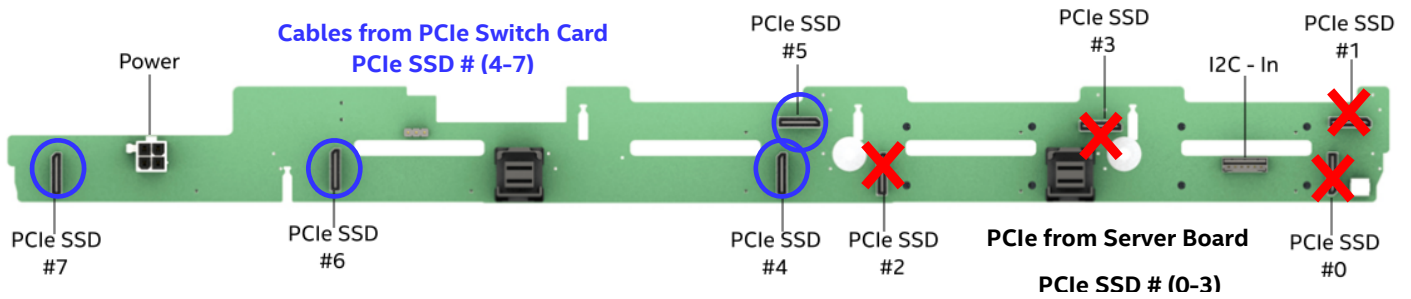 Cables from PCIe Switch Card
PCIe SSD # (4-7)
Power
PCIe SSD
#5
PCIe SSD
#3
PCIe SSD
#1
I2C - In
PCIe SSD
#7
PCIe SSD
#6
PCIe SSD
#4
PCIe SSD
#2
PCIe from Server Board
PCIe SSD # (0-3)
PCIe SSD
#0